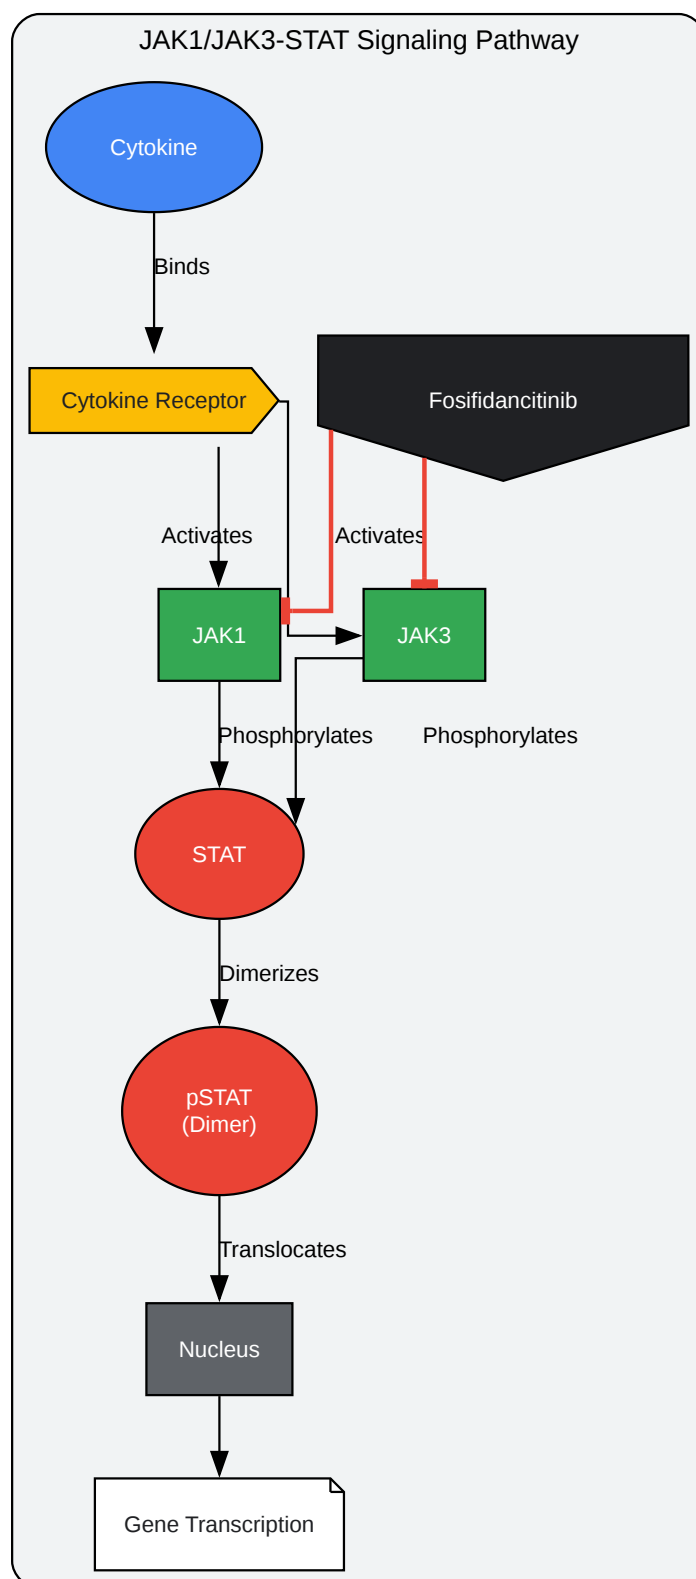 JAK1/JAK3-STAT Signaling Pathway
Cytokine
Binds
Cytokine Receptor
Fosifidancitinib
Activates
Activates
JAK1
JAK3
Phosphorylates
Phosphorylates
STAT
Dimerizes
pSTAT
(Dimer)
Translocates
Nucleus
Gene Transcription